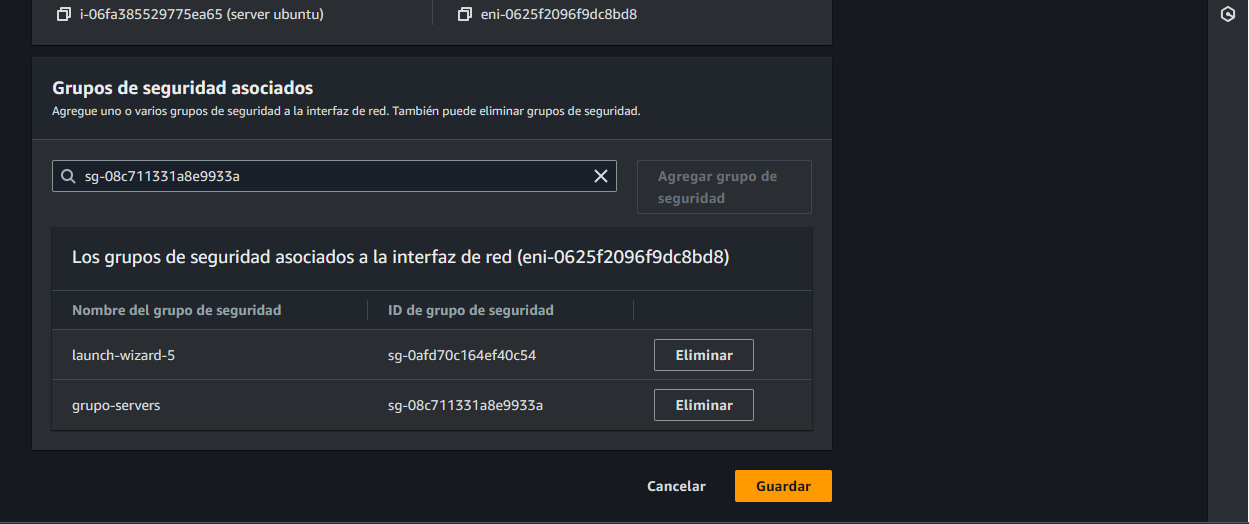 i-06fa385529775ea65 (server ubuntu)
eni-0625f2096f9dc8bd8
Grupos de seguridad asociados
Agregue uno o varios grupos de seguridad a la interfaz de red. También puede eliminar grupos de seguridad.
sg-08c711331a8e9933a
Agregar grupo de
seguridad
Los grupos de seguridad asociados a la interfaz de red (eni-0625f2096f9dc8bd8)
Nombre del grupo de seguridad
ID de grupo de seguridad
launch-wizard-5
sg-0afd70c164ef40c54
Eliminar
grupo-servers
sg-08c711331a8e9933a
Eliminar
Cancelar
Guardar